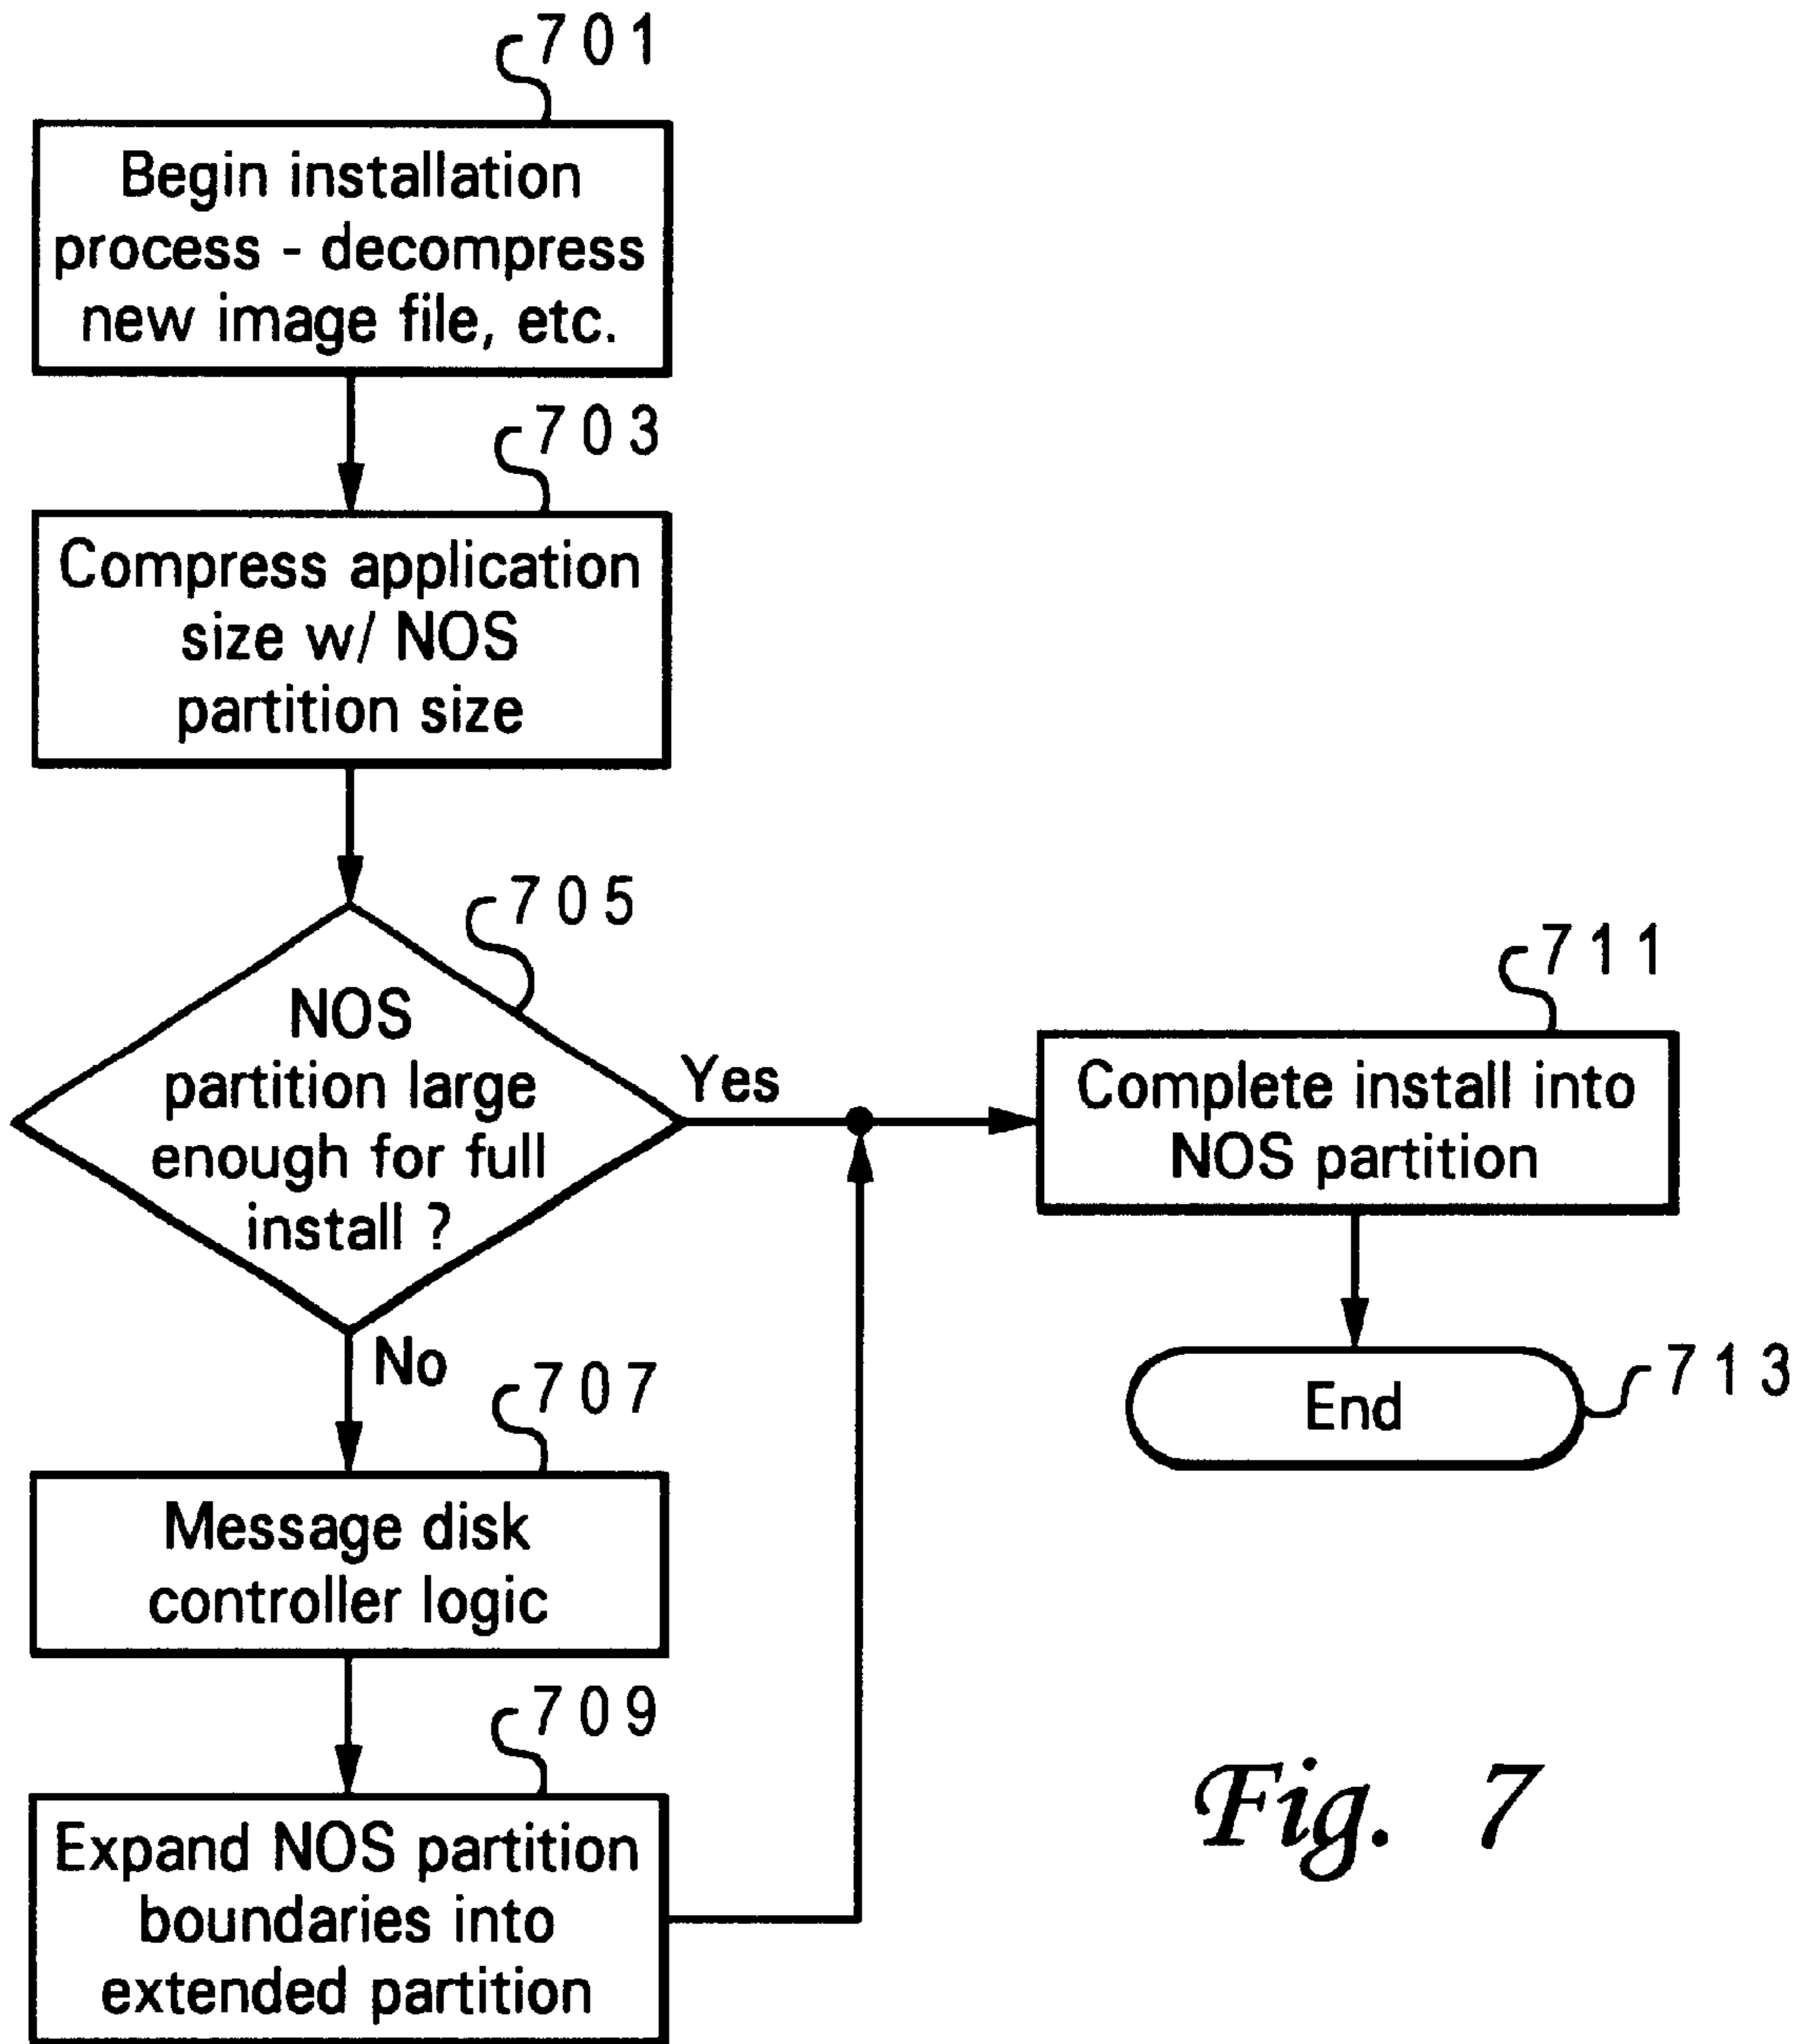 701
Begin installation
process - decompress
new image file, etc.
703
Compress application
size w/ NOS
partition size
705
NOS
partition large
enough for full
install ?
Yes
No
707
Message disk
controller logic
709
Expand NOS partition
boundaries into
extended partition
711
Complete install into
NOS partition
End
713
Fig. 7